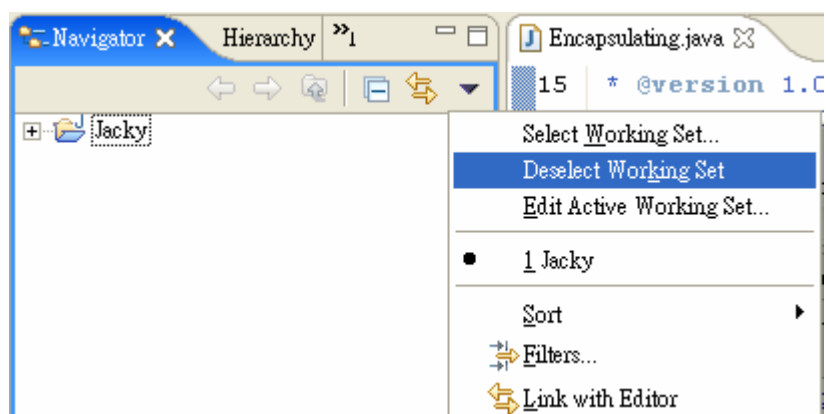 Navigator Hierarchy »1
Encapsulating.java
15 * @version 1.0
Jacky
Select Working Set...
Deselect Working Set
Edit Active Working Set...
1 Jacky
Sort
Filters...
Link with Editor